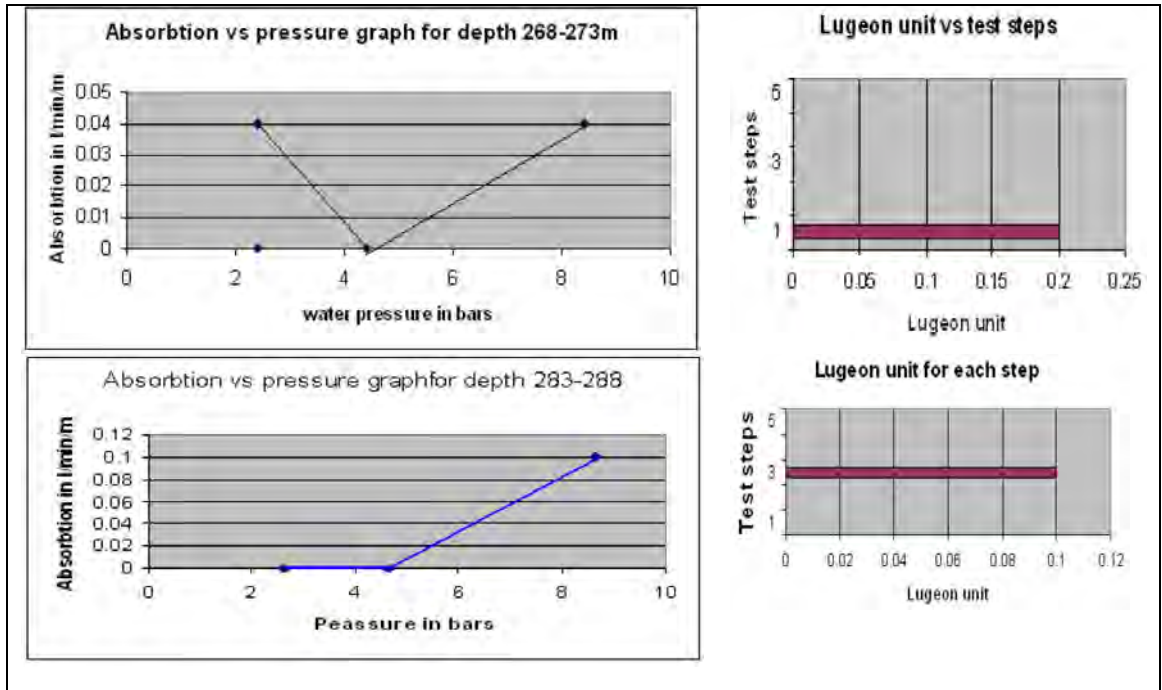 Absorbtion vs pressure graph for depth 268-273m
Absorbtion in l/min/m
0.05
0.04
0.03
0.02
0.01
0
0 2 4 6 8 10
water pressure in bars
Lugeon unit vs test steps
Test steps
5
3
1
0 0.05 0.1 0.15 0.2 0.25
Lugeon unit
Absorbtion vs pressure graphfor depth 283-288
Absorbtion in l/min/m
0.12
0.1
0.08
0.06
0.04
0.02
0
0 2 4 6 8 10
Peassure in bars
Lugeon unit for each step
Test steps
5
3
1
0 0.02 0.04 0.06 0.08 0.1 0.12
Lugeon unit